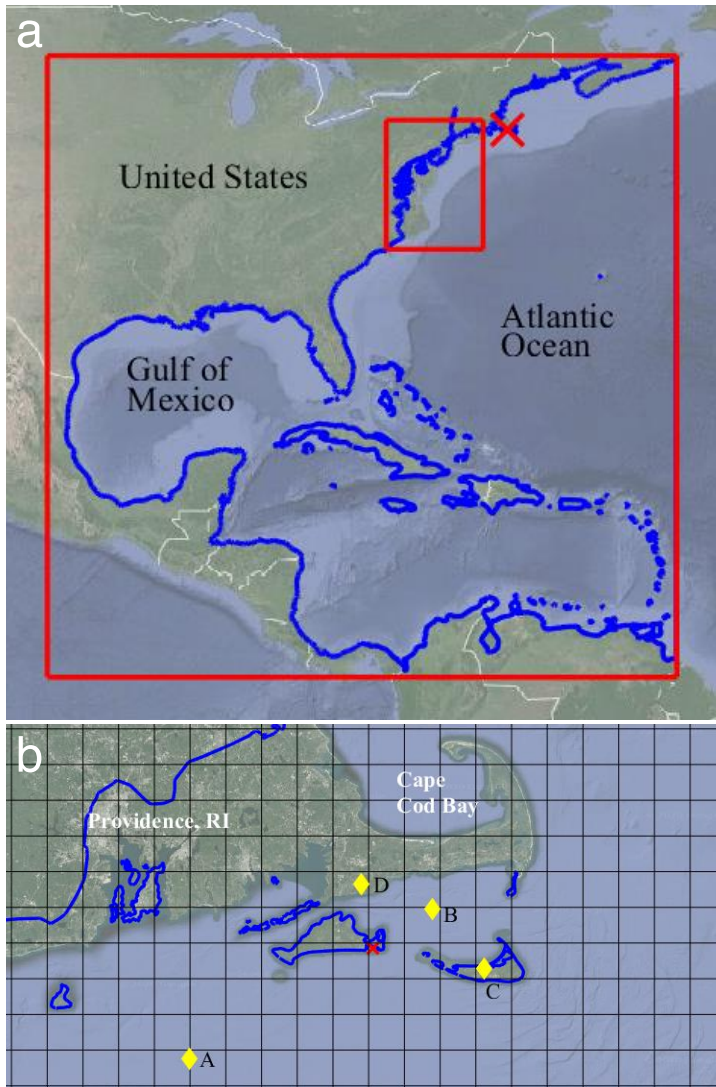 a
United States
Atlantic
Ocean
Gulf of
Mexico
b
Cape
Cod Bay
Providence, RI
D
B
C
A